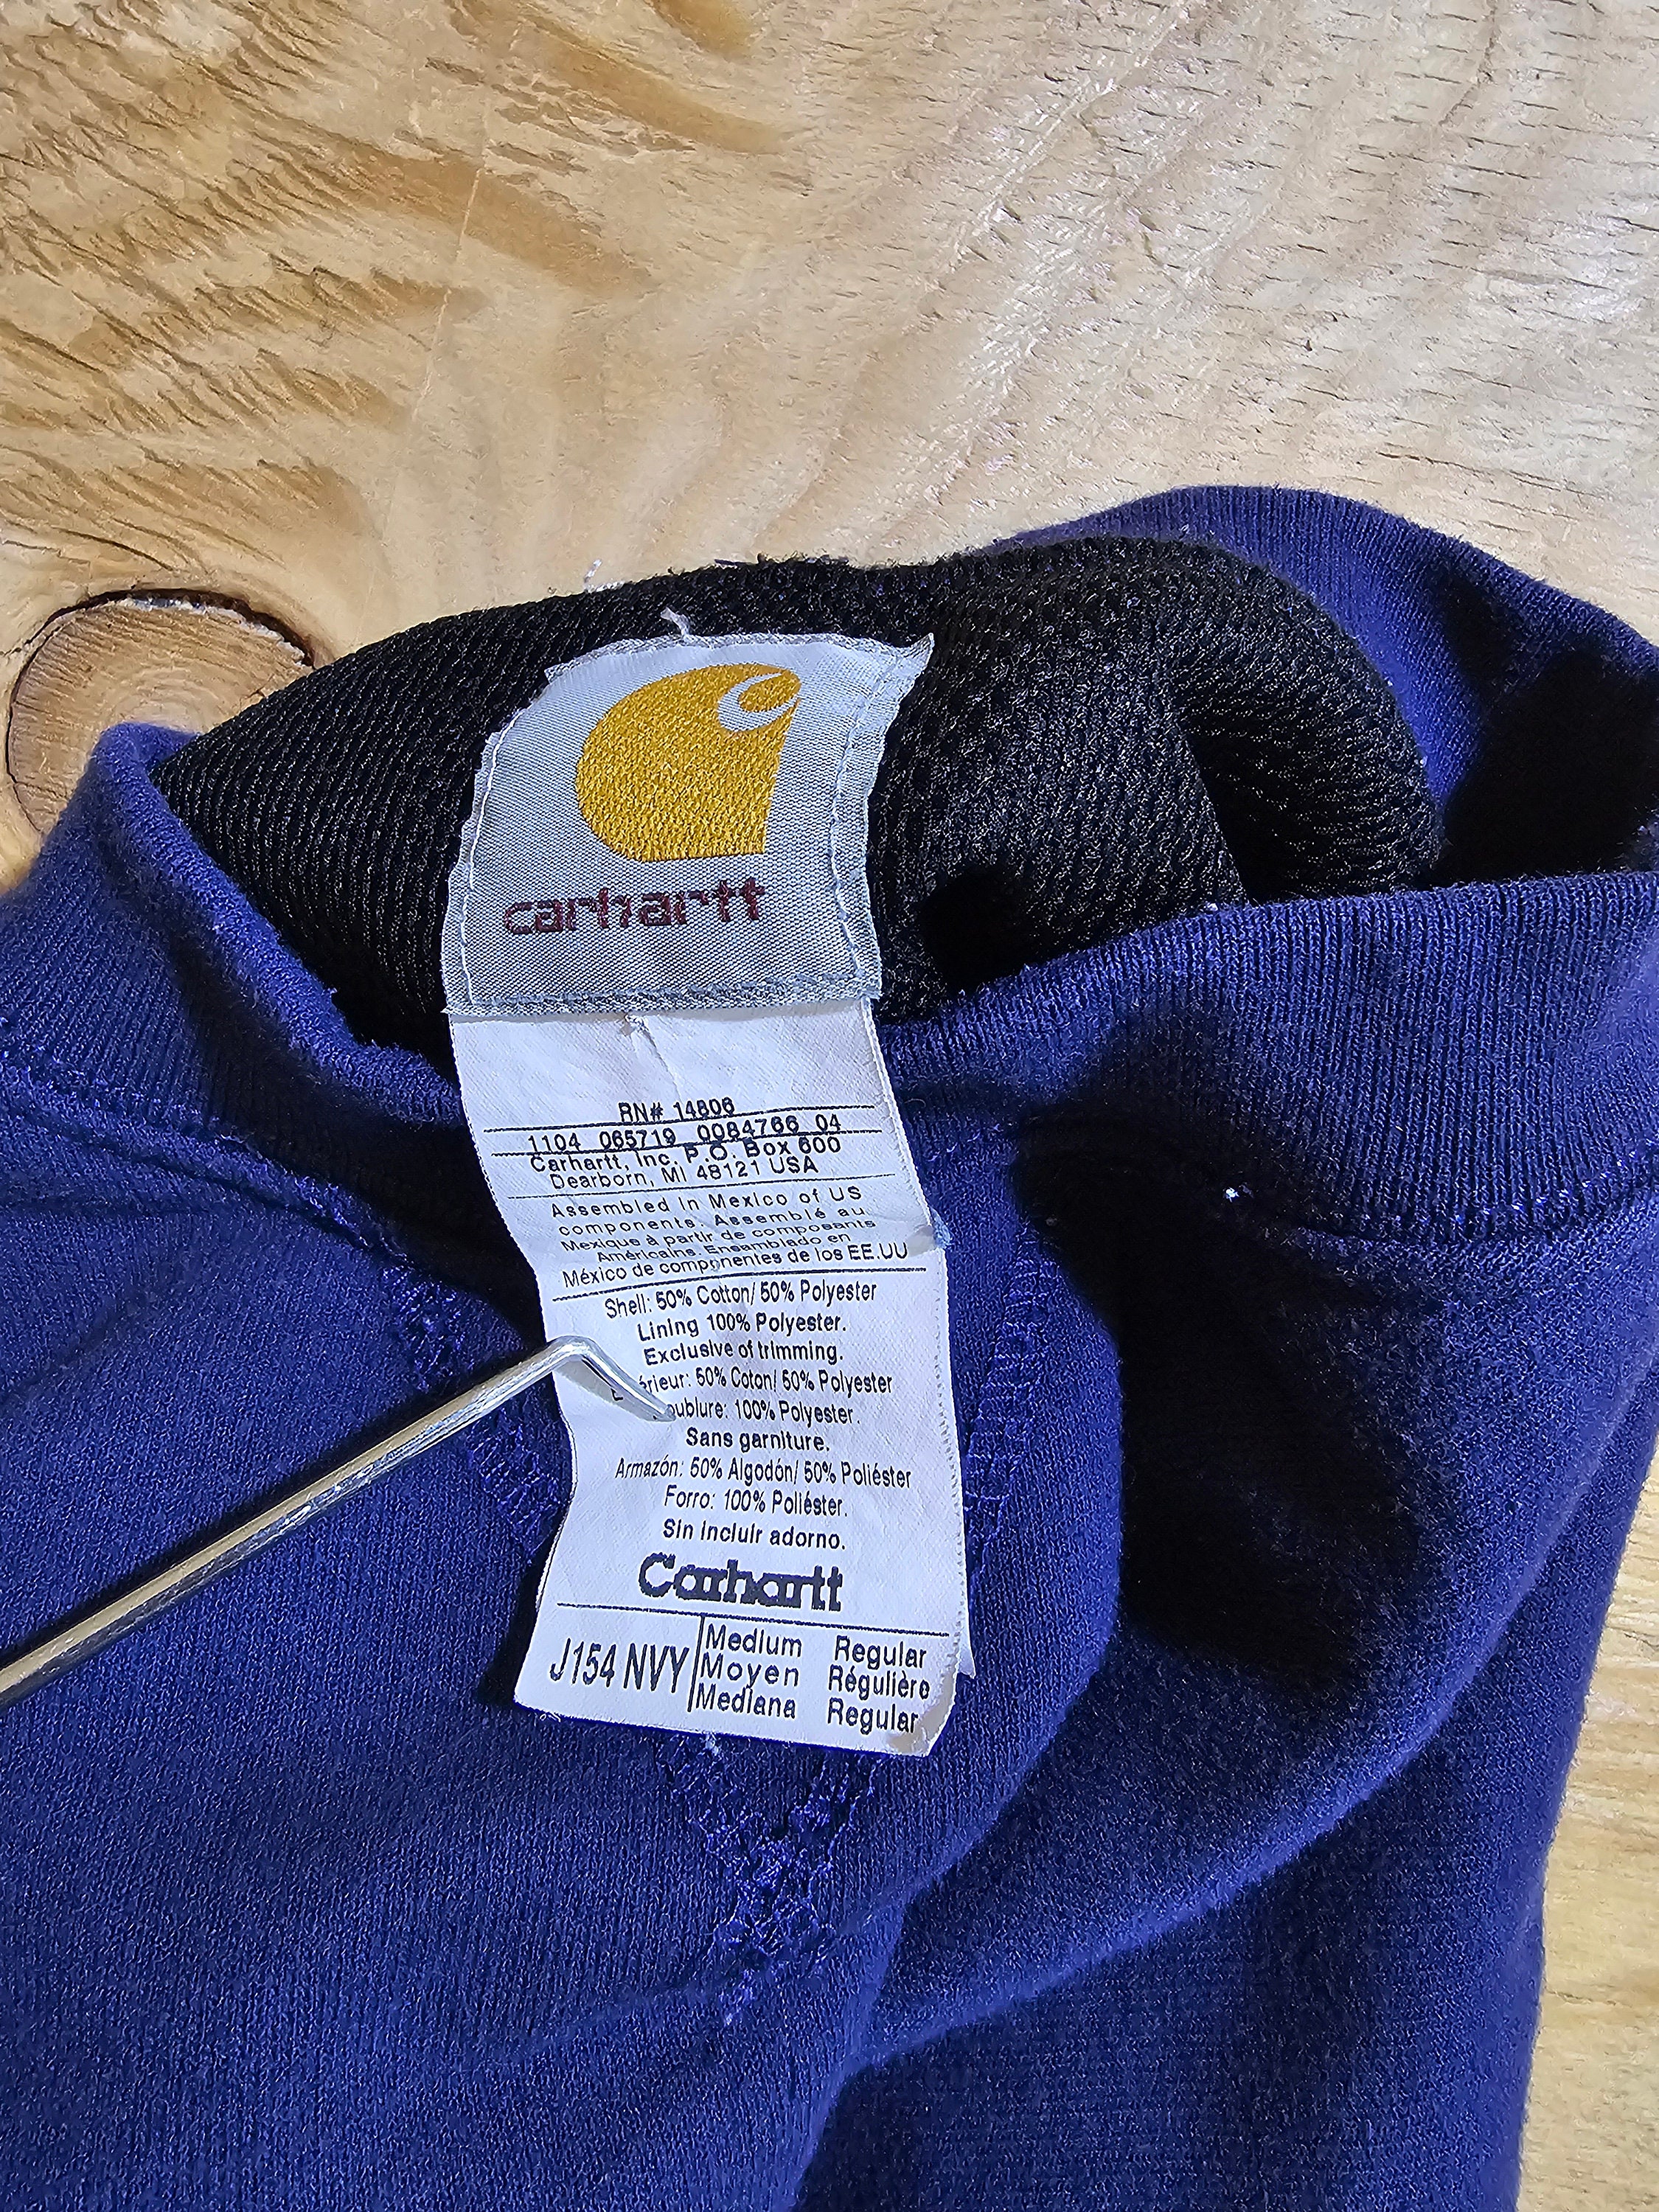 carhartt
RN# 14806
1104 065719 0084766 04
Carhartt, Inc. P.O. Box 600
Dearborn, MI 48121 USA
Assembled in Mexico of US
components. Assemblé au
Mexique à partir de composants
Américains. Ensamblado en
México de componentes de los EE.UU
Shell: 50% Cotton/ 50% Polyester
Lining 100% Polyester.
Exclusive of trimming.
E érieur: 50% Coton/ 50% Polyester
oublure: 100% Polyester.
Sans garniture.
Armazón: 50% Algodón/ 50% Poliéster
Forro: 100% Poliéster.
Sin Incluir adorno.
Carhartt
J154 NVY
Medium Regular
Moyen Régulière
Mediana Regular